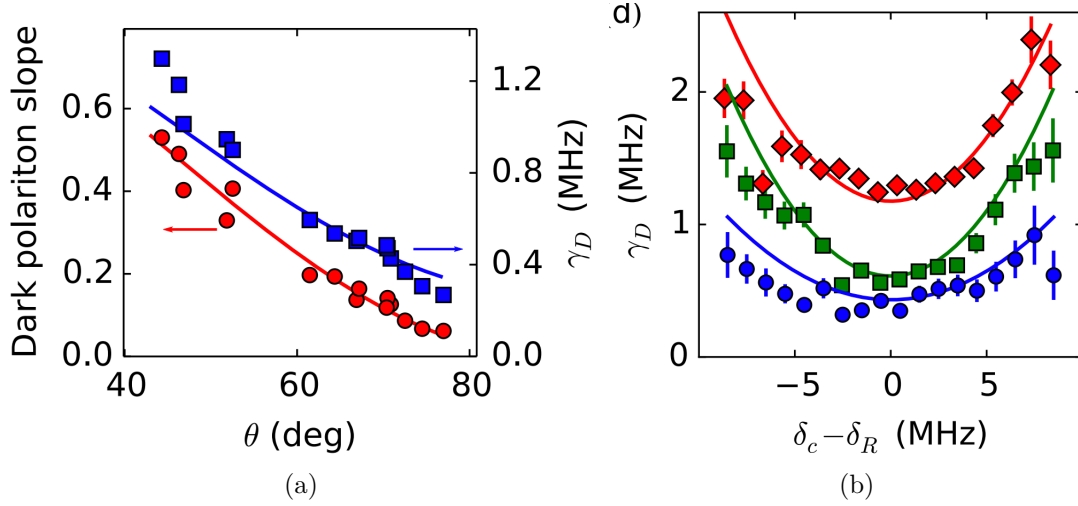 d)
Dark polariton slope
0.6
0.4
0.2
0.0
1.2
0.8
0.4
0.0
γ_D (MHz)
40
60
80
θ (deg)
(a)
γ_D (MHz)
2
1
0
−5
0
5
δ_c−δ_R (MHz)
(b)